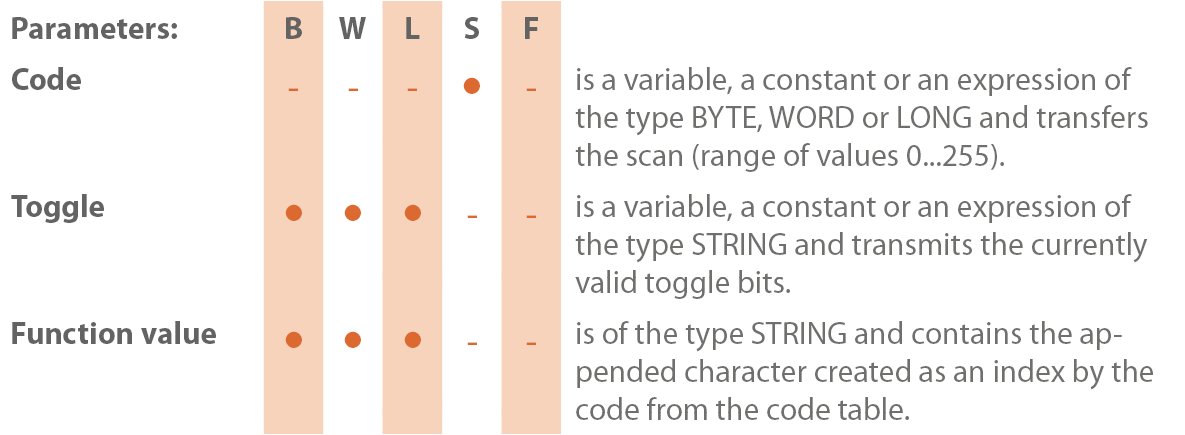 Parameters: B W L S F
Code - - - ● - is a variable, a constant or an expression of
the type BYTE, WORD or LONG and transfers
the scan (range of values 0...255).
Toggle ● ● ● - - is a variable, a constant or an expression of
the type STRING and transmits the currently
valid toggle bits.
Function value ● ● ● - - is of the type STRING and contains the ap-
pended character created as an index by the
code from the code table.